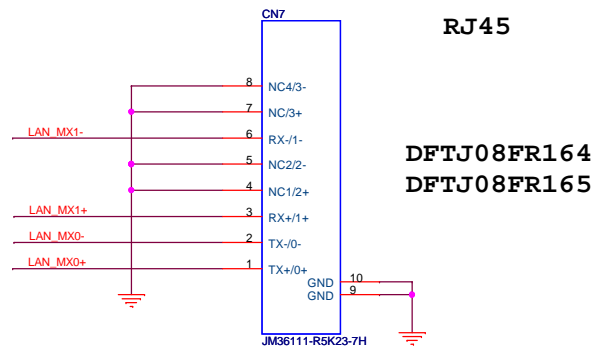 CN7
RJ45
8 NC4/3-
7 NC/3+
LAN_MX1- 6 RX-/1-
5 NC2/2-
DFTJ08FR164
4 NC1/2+
DFTJ08FR165
LAN_MX1+ 3 RX+/1+
LAN_MX0- 2 TX-/0-
LAN_MX0+ 1 TX+/0+
GND 10
GND 9
JM36111-R5K23-7H